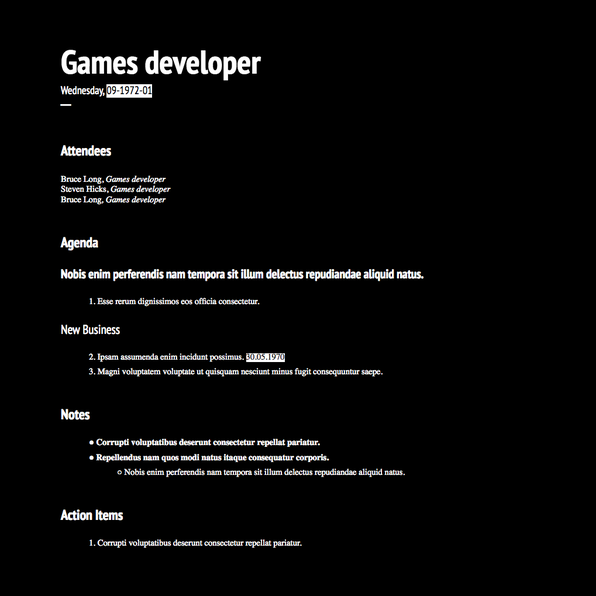 Games developer
Wednesday, 09-1972-01
Attendees
Bruce Long, Games developer
Steven Hicks, Games developer
Bruce Long, Games developer
Agenda
Nobis enim perferendis nam tempora sit illum delectus repudiandae aliquid natus.
1. Esse rerum dignissimos eos officia consectetur.
New Business
2. Ipsam assumenda enim incidunt possimus. 30.05.1970
3. Magni voluptatem voluptate ut quisquam nesciunt minus fugit consequuntur saepe.
Notes
● Corrupti voluptatibus deserunt consectetur repellat pariatur.
● Repellendus nam quos modi natus itaque consequatur corporis.
○ Nobis enim perferendis nam tempora sit illum delectus repudiandae aliquid natus.
Action Items
1. Corrupti voluptatibus deserunt consectetur repellat pariatur.